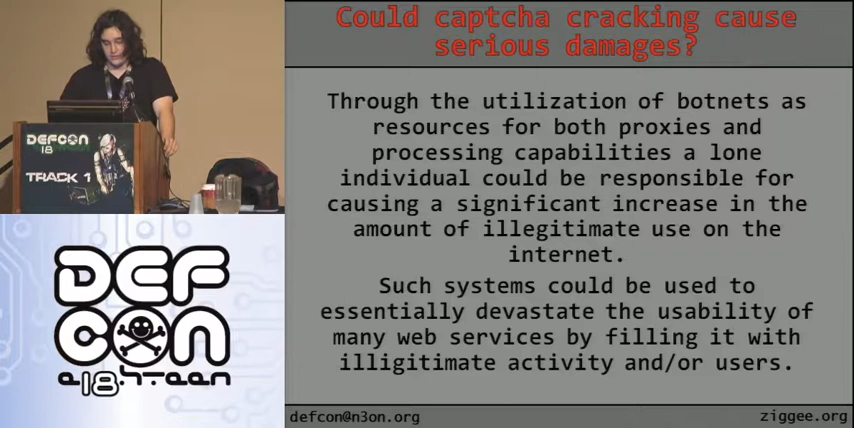 Could captcha cracking cause
serious damages?
Through the utilization of botnets as
resources for both proxies and
processing capabilities a lone
individual could be responsible for
causing a significant increase in the
amount of illegitimate use on the
internet.
Such systems could be used to
essentially devastate the usability of
many web services by filling it with
illigitimate activity and/or users.
defcon@n3on.org
ziggee.org
DEFCON
18
TRACK 1
DEF
CON
e18hteen